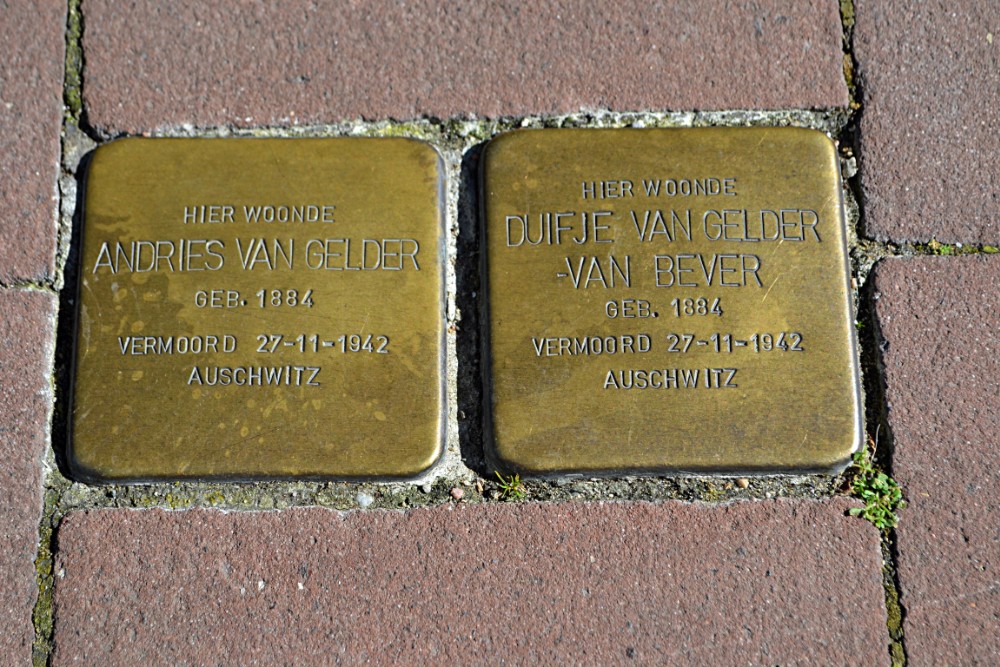 HIER WOONDE
ANDRIES VAN GELDER
GEB. 1884
VERMOORD 27-11-1942
AUSCHWITZ
HIER WOONDE
DUIFJE VAN GELDER
-VAN BEVER
GEB. 1884
VERMOORD 27-11-1942
AUSCHWITZ